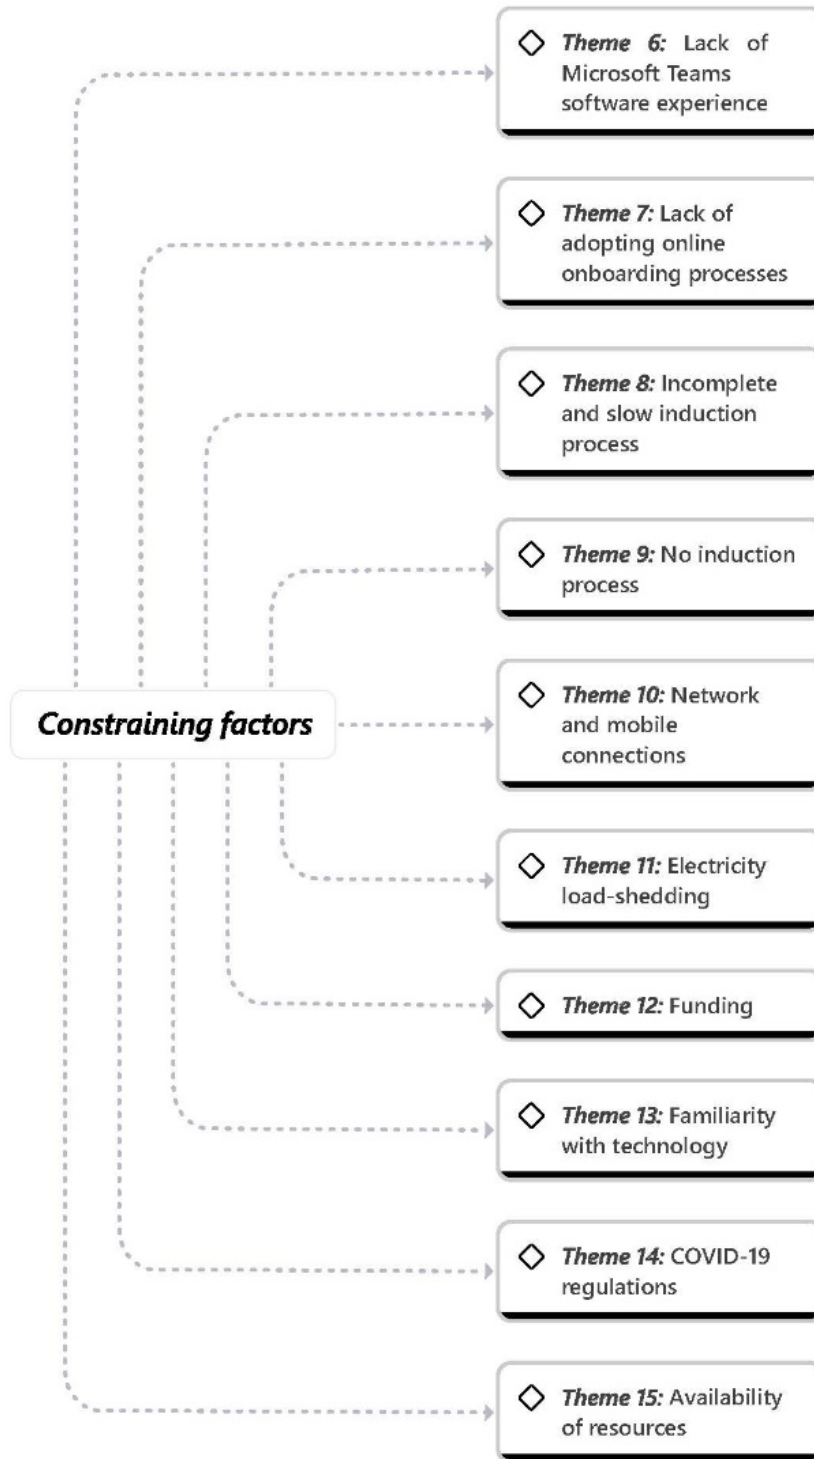 Theme 6: Lack of
Microsoft Teams
software experience
Theme 7: Lack of
adopting online
onboarding processes
Theme 8: Incomplete
and slow induction
process
Theme 9: No induction
process
Constraining factors
Theme 10: Network
and mobile
connections
Theme 11: Electricity
load-shedding
Theme 12: Funding
Theme 13: Familiarity
with technology
Theme 14: COVID-19
regulations
Theme 15: Availability
of resources